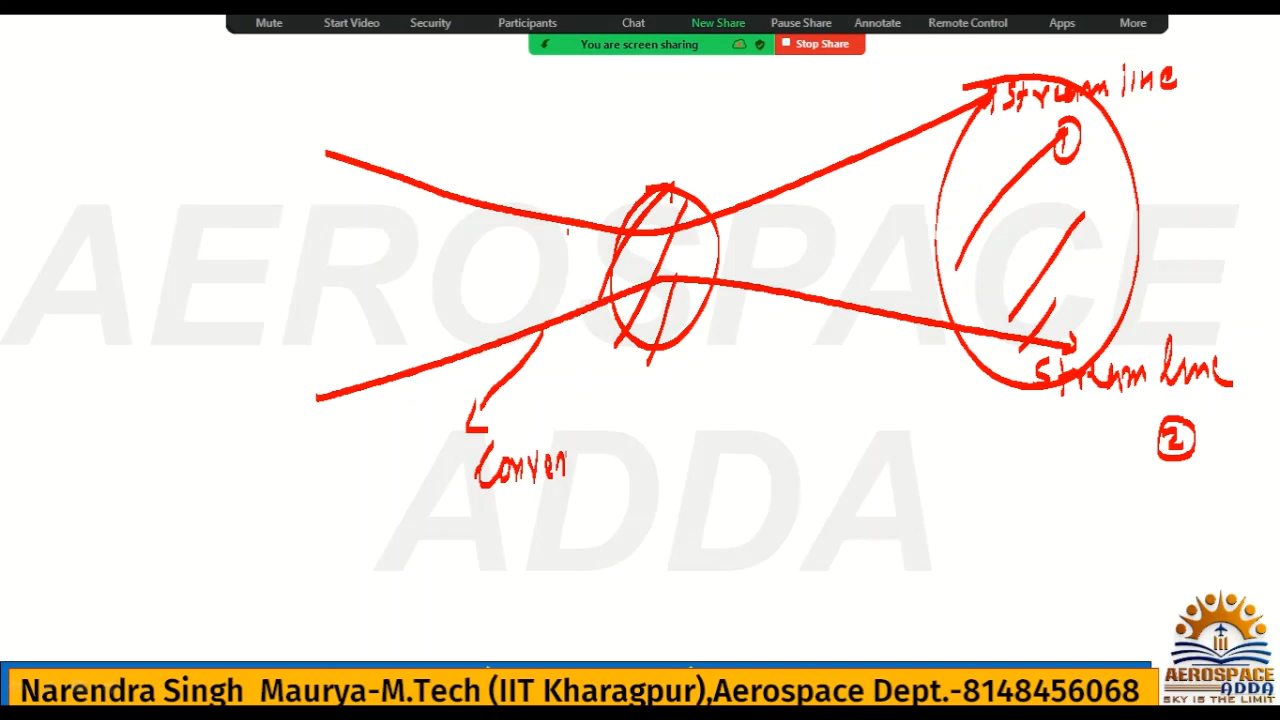 Mute Start Video Security Participants Chat New Share Pause Share Annotate Remote Control Apps More
You are screen sharing Stop Share
Stream line
1
AEROSPACE
Stream line
2
Conver
ADDA
AEROSPACE
ADDA
SKY IS THE LIMIT
Narendra Singh Maurya-M.Tech (IIT Kharagpur),Aerospace Dept.-8148456068